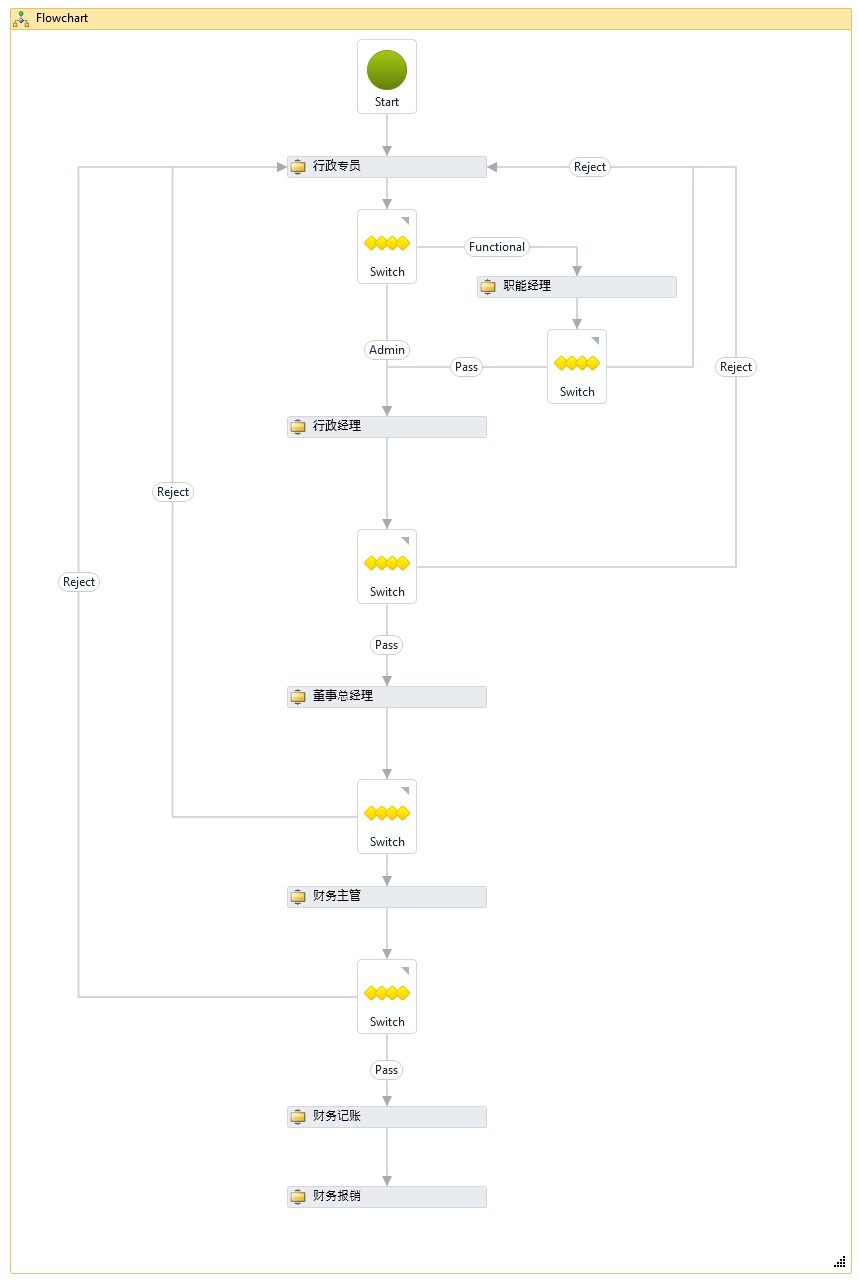 Flowchart
Start
行政专员
Reject
Switch
Functional
职能经理
Admin
Pass
Reject
Switch
行政经理
Reject
Switch
Reject
Pass
董事总经理
Switch
财务主管
Switch
Pass
财务记账
财务报销